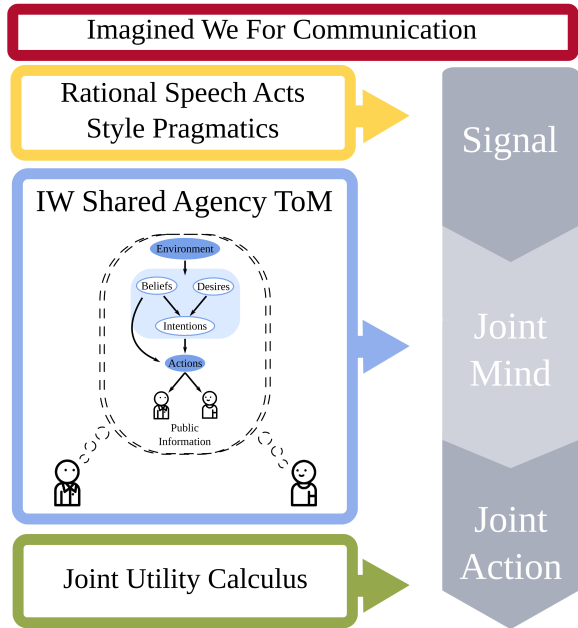 Imagined We For Communication
Rational Speech Acts
Style Pragmatics
Signal
IW Shared Agency ToM
Environment
Beliefs
Desires
Intentions
Actions
Public
Information
Joint
Mind
Joint Utility Calculus
Joint
Action